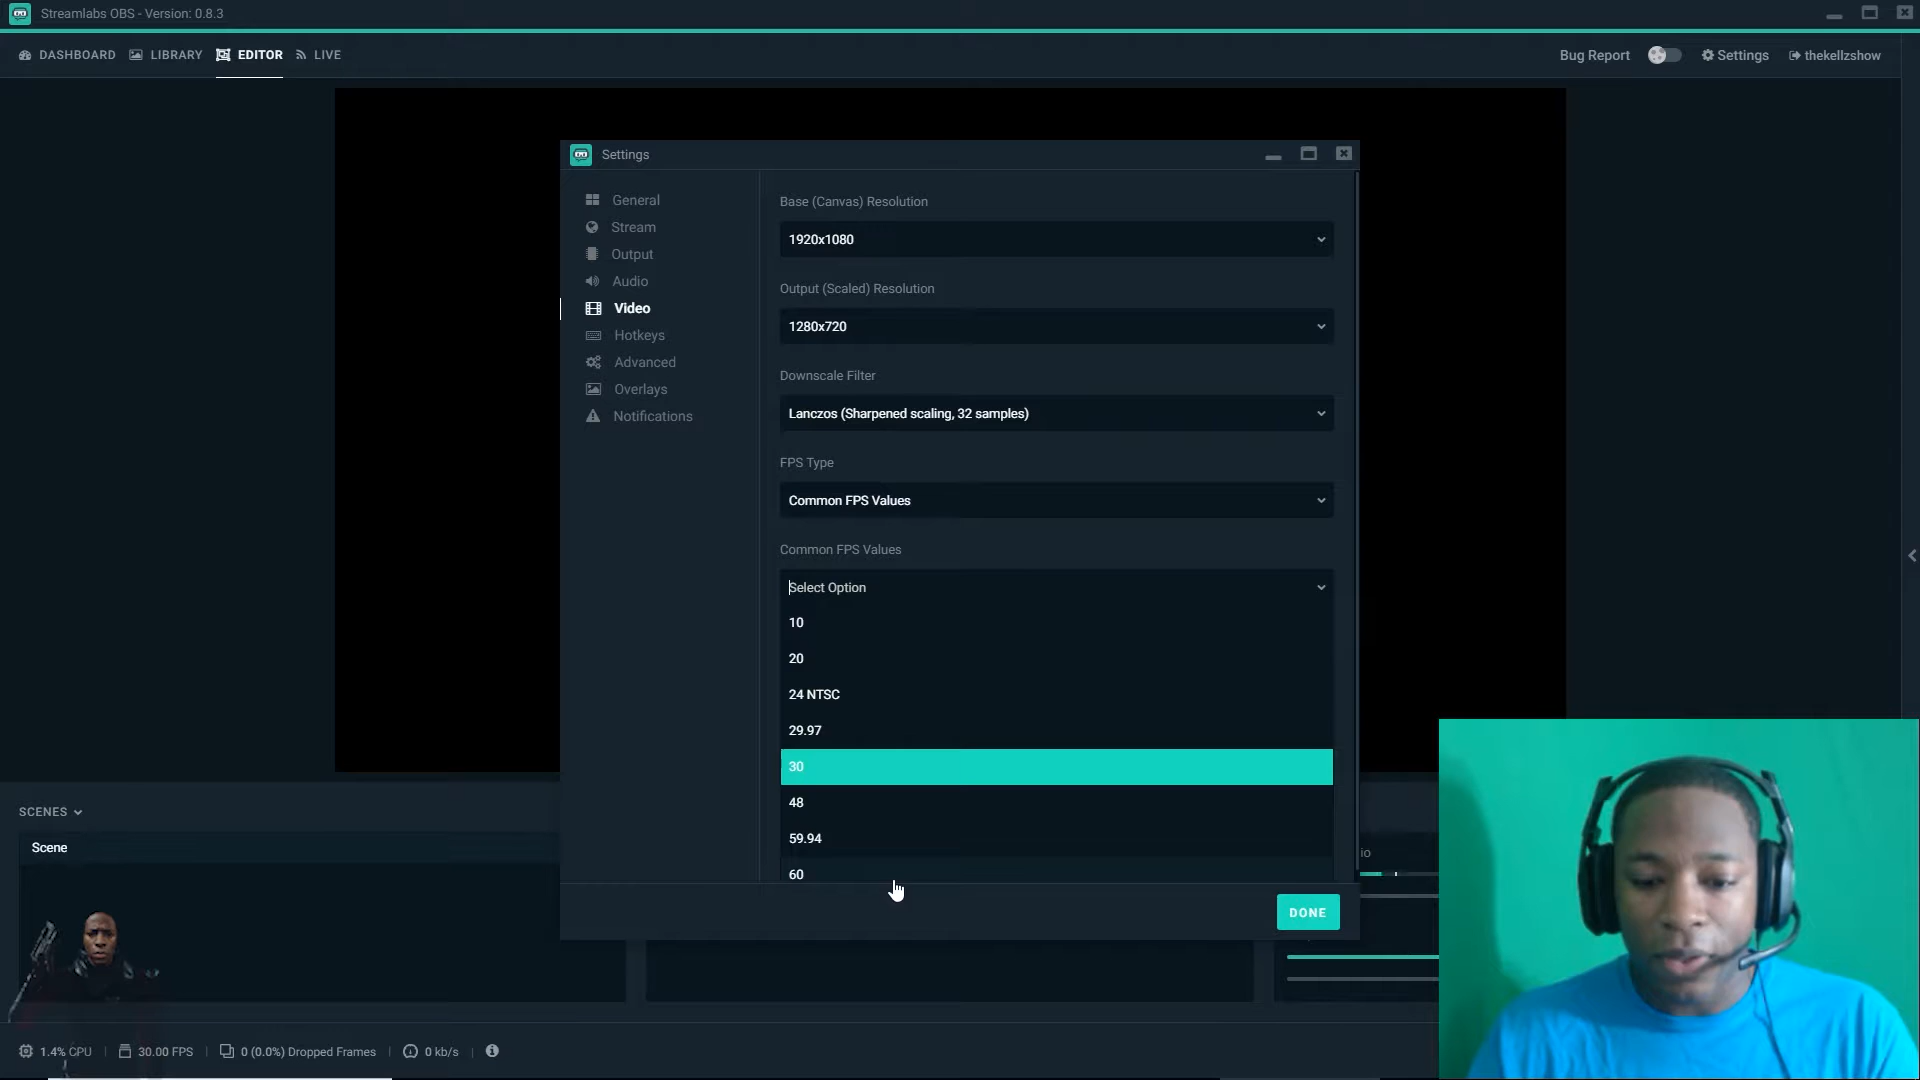 Streamlabs OBS - Version: 0.8.3
DASHBOARD LIBRARY EDITOR LIVE
Bug Report Settings thekellzshow
Settings
General
Stream
Output
Audio
Video
Hotkeys
Advanced
Overlays
Notifications
Base (Canvas) Resolution
1920x1080
Output (Scaled) Resolution
1280x720
Downscale Filter
Lanczos (Sharpened scaling, 32 samples)
FPS Type
Common FPS Values
Common FPS Values
Select Option
10
20
24 NTSC
29.97
30
48
59.94
60
DONE
SCENES
Scene
io
1.4% CPU 30.00 FPS 0 (0.0%) Dropped Frames 0 kb/s